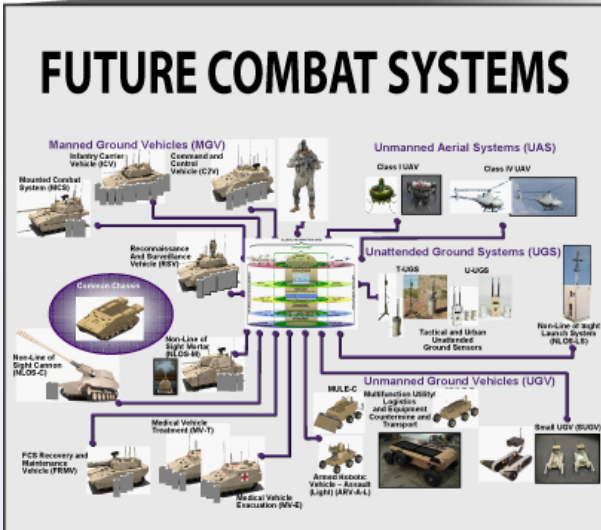 FUTURE COMBAT SYSTEMS
Manned Ground Vehicles (MGV)
Infantry Carrier
Vehicle (ICV)
Command and
Control
Vehicle (C2V)
Mounted Combat
System (MCS)
Reconnaissance
And Surveillance
Vehicle (RSV)
Common Chassis
Non-Line of
Sight Cannon
(NLOS-C)
Non-Line of
Sight Mortar
(NLOS-M)
FCS Recovery and
Maintenance
Vehicle (FRMV)
Medical Vehicle
Treatment (MV-T)
Medical Vehicle
Evacuation (MV-E)
Unmanned Aerial Systems (UAS)
Class I UAV
Class IV UAV
Unattended Ground Systems (UGS)
T-UGS
U-UGS
Tactical and Urban
Unattended
Ground Sensors
Non-Line of Sight
Launch System
(NLOS-LS)
Unmanned Ground Vehicles (UGV)
MULE-C
Multifunction Utility/
Logistics
and Equipment
Countermine and
Transport
Armed Robotic
Vehicle – Assault
(Light) (ARV-A-L)
Small UGV (SUGV)